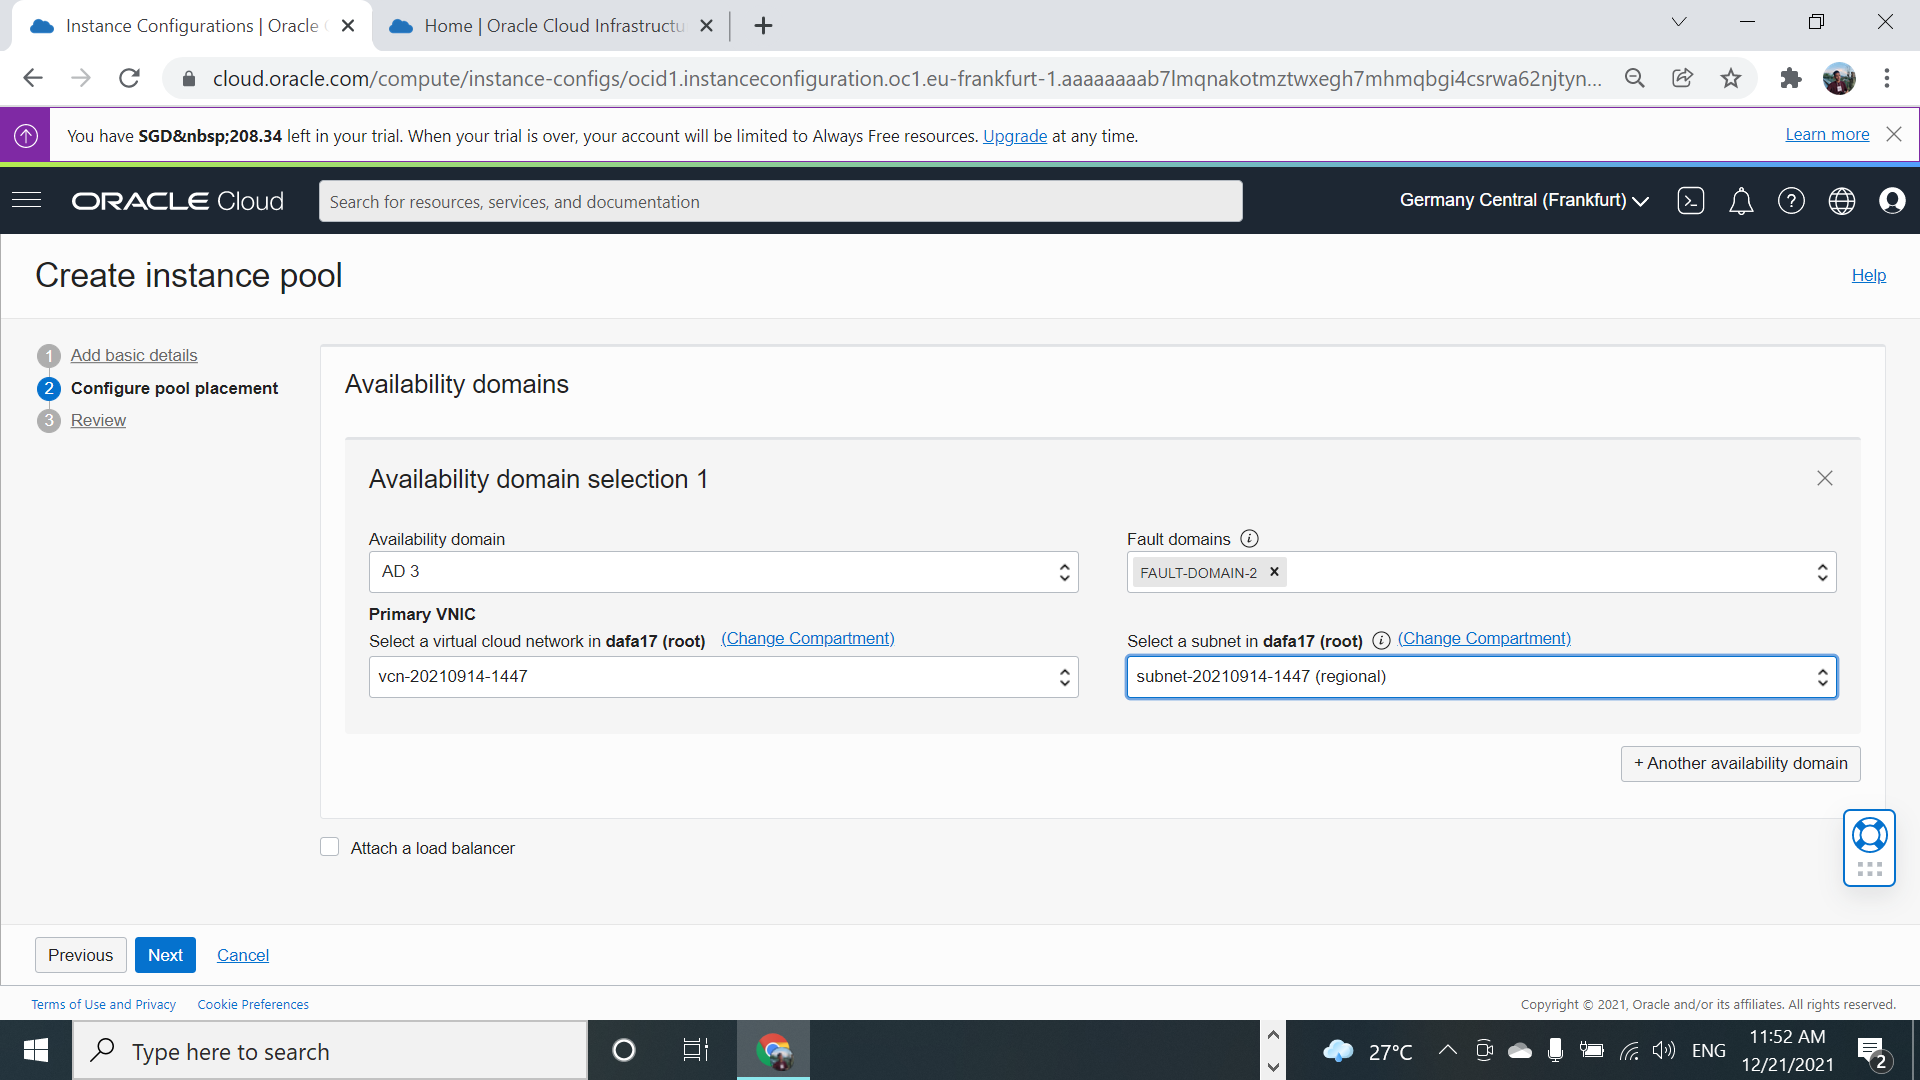 Instance Configurations | Oracle
Home | Oracle Cloud Infrastructu
cloud.oracle.com/compute/instance-configs/ocid1.instanceconfiguration.oc1.eu-frankfurt-1.aaaaaaaab7lmqnakotmztwxegh7mhmqbgi4csrwa62njtyn...
You have SGD&nbsp;208.34 left in your trial. When your trial is over, your account will be limited to Always Free resources. Upgrade at any time.
Learn more
ORACLE Cloud
Search for resources, services, and documentation
Germany Central (Frankfurt)
Create instance pool
Help
1 Add basic details
2 Configure pool placement
3 Review
Availability domains
Availability domain selection 1
Availability domain
AD 3
Fault domains
FAULT-DOMAIN-2
Primary VNIC
Select a virtual cloud network in dafa17 (root) (Change Compartment)
vcn-20210914-1447
Select a subnet in dafa17 (root) (Change Compartment)
subnet-20210914-1447 (regional)
+ Another availability domain
Attach a load balancer
Previous
Next
Cancel
Terms of Use and Privacy
Cookie Preferences
Copyright © 2021, Oracle and/or its affiliates. All rights reserved.
Type here to search
27°C
ENG
11:52 AM
12/21/2021
2